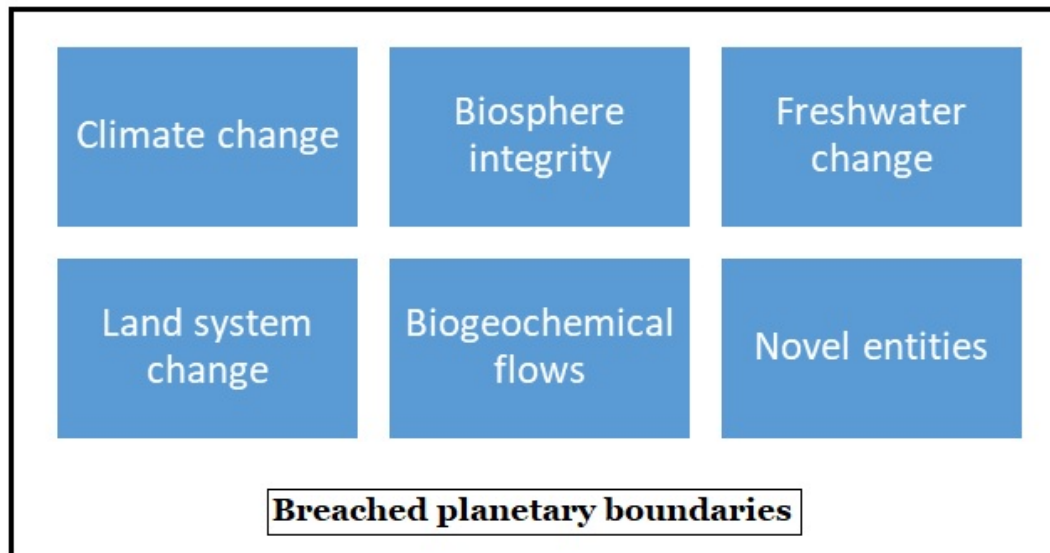 Climate change
Biosphere
integrity
Freshwater
change
Land system
change
Biogeochemical
flows
Novel entities
Breached planetary boundaries